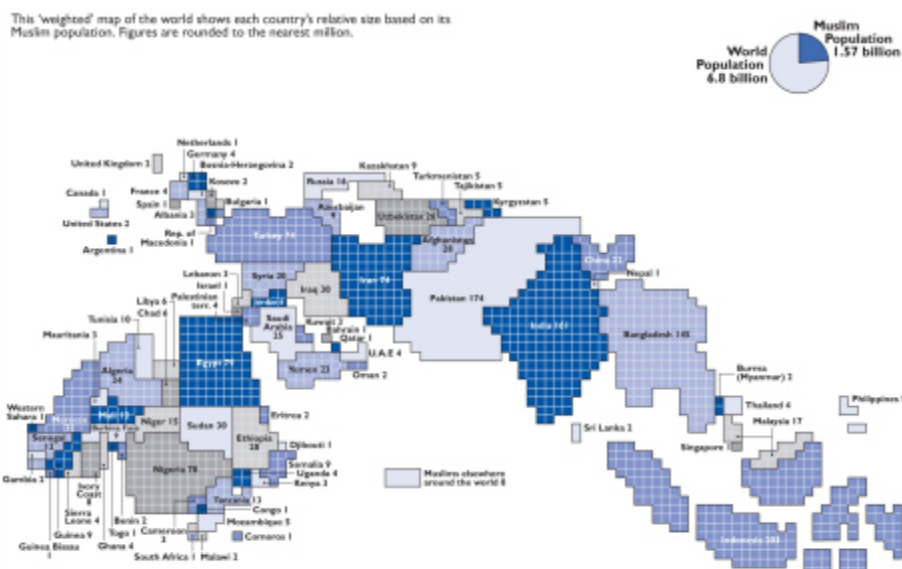 This 'weighted' map of the world shows each country's relative size based on its
Muslim population. Figures are rounded to the nearest million.
Muslim
Population
1.57 billion
World
Population
6.8 billion
Netherlands 1
Germany 4
Bosnia-Herzegovina 2
United Kingdom 2
Kosovo 2
Kazakhstan 9
Russia 16
Turkmenistan 5
Tajikistan 5
Canada 1
France 4
Spain 1
Bulgaria 1
Albania 2
Azerbaijan
Uzbekistan 26
Kyrgyzstan 5
United States 2
Rep. of
Macedonia 1
Argentina 1
Turkey 74
Afghanistan
28
China 22
Lebanon 2
Israel 1
Palestinian
terr. 4
Syria 20
Iraq 30
Iran 74
Pakistan 174
Nepal 1
Libya 6
Chad 6
Tunisia 10
Mauritania 3
Saudi
Arabia
25
Kuwait 3
Bahrain 1
Qatar 1
U.A.E 4
India 161
Bangladesh 145
Algeria
34
Egypt 79
Yemen 23
Oman 2
Burma
(Myanmar) 2
Western
Sahara 1
Niger 15
Sudan 30
Eritrea 2
Thailand 4
Philippines
Malaysia 17
Senegal
12
Ethiopia
28
Djibouti 1
Sri Lanka 2
Singapore 1
Gambia 2
Nigeria 78
Somalia 9
Uganda 4
Kenya 3
Muslims elsewhere
around the world 8
Ivory
Coast
8
Tanzania 13
Sierra
Leone 4
Congo 1
Guinea 9
Benin 2
Togo 1
Cameroon
3
Mozambique 5
Comoros 1
Guinea Bissau
1
Ghana 4
South Africa 1
Malawi 2
Indonesia 203